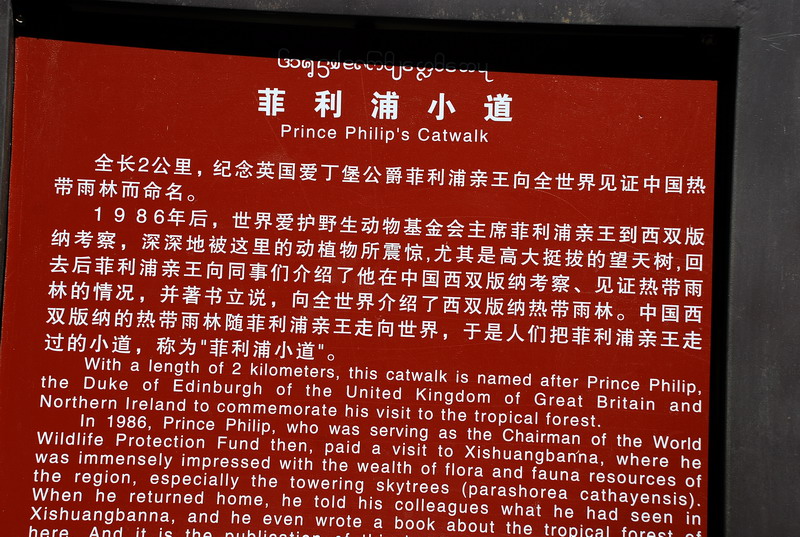 菲利浦小道
Prince Philip's Catwalk
全长2公里，纪念英国爱丁堡公爵菲利浦亲王向全世界见证中国热
带雨林而命名。
1986年后，世界爱护野生动物基金会主席菲利浦亲王到西双版
纳考察，深深地被这里的动植物所震惊,尤其是高大挺拔的望天树,回
去后菲利浦亲王向同事们介绍了他在中国西双版纳考察、见证热带雨
林的情况，并著书立说，向全世界介绍了西双版纳热带雨林。中国西
双版纳的热带雨林随菲利浦亲王走向世界，于是人们把菲利浦亲王走
过的小道，称为"菲利浦小道"。
With a length of 2 kilometers, this catwalk is named after Prince Philip,
the Duke of Edinburgh of the United Kingdom of Great Britain and
Northern Ireland to commemorate his visit to the tropical forest.
In 1986, Prince Philip, who was serving as the Chairman of the World
Wildlife Protection Fund then, paid a visit to Xishuangbanna, where he
was immensely impressed with the wealth of flora and fauna resources of
the region, especially the towering skytrees (parashorea cathayensis).
When he returned home, he told his colleagues what he had seen in
Xishuangbanna, and he even wrote a book about the tropical forest of
here. And it is the publication of